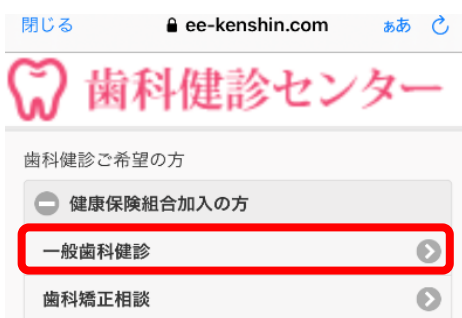 閉じる ee-kenshin.com ぁあ
歯科健診センター
歯科健診ご希望の方
健康保険組合加入の方
一般歯科健診
歯科矯正相談